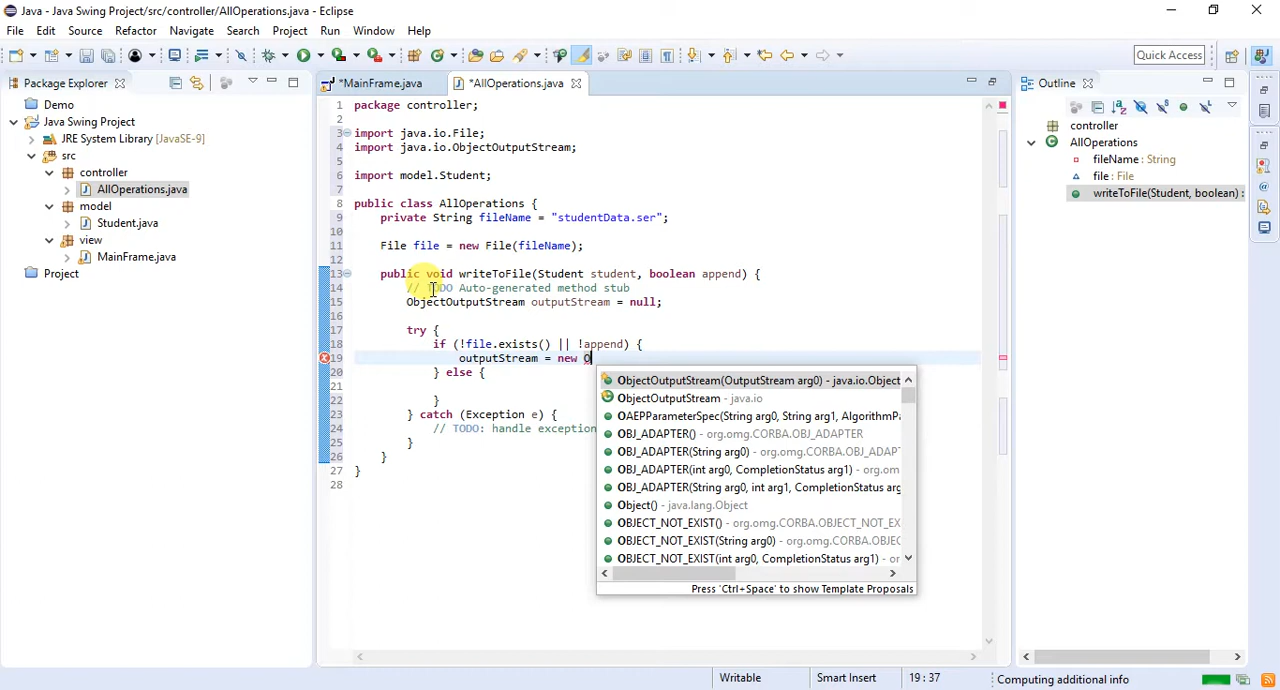 Java - Java Swing Project/src/controller/AllOperations.java - Eclipse
File Edit Source Refactor Navigate Search Project Run Window Help
Quick Access
Package Explorer
*MainFrame.java
*AllOperations.java
Outline
Demo
Java Swing Project
JRE System Library [JavaSE-9]
src
controller
AllOperations.java
model
Student.java
view
MainFrame.java
Project
1 package controller;
2
3 import java.io.File;
4 import java.io.ObjectOutputStream;
5
6 import model.Student;
7
8 public class AllOperations {
9 private String fileName = "studentData.ser";
10
11 File file = new File(fileName);
12
13 public void writeToFile(Student student, boolean append) {
14 // TODO Auto-generated method stub
15 ObjectOutputStream outputStream = null;
16
17 try {
18 if (!file.exists() || !append) {
19 outputStream = new O
20 } else {
21
22 }
23 } catch (Exception e) {
24 // TODO: handle exception
25 }
26 }
27 }
28
ObjectOutputStream(OutputStream arg0) - java.io.Object
ObjectOutputStream - java.io
OAEPParameterSpec(String arg0, String arg1, AlgorithmPa
OBJ_ADAPTER() - org.omg.CORBA.OBJ_ADAPTER
OBJ_ADAPTER(String arg0) - org.omg.CORBA.OBJ_ADAPT
OBJ_ADAPTER(int arg0, CompletionStatus arg1) - org.om
OBJ_ADAPTER(String arg0, int arg1, CompletionStatus arg
Object() - java.lang.Object
OBJECT_NOT_EXIST() - org.omg.CORBA.OBJECT_NOT_EX
OBJECT_NOT_EXIST(String arg0) - org.omg.CORBA.OBJEC
OBJECT_NOT_EXIST(int arg0, CompletionStatus arg1) - org
Press 'Ctrl+Space' to show Template Proposals
controller
AllOperations
fileName : String
file : File
writeToFile(Student, boolean) :
Writable
Smart Insert
19 : 37
Computing additional info